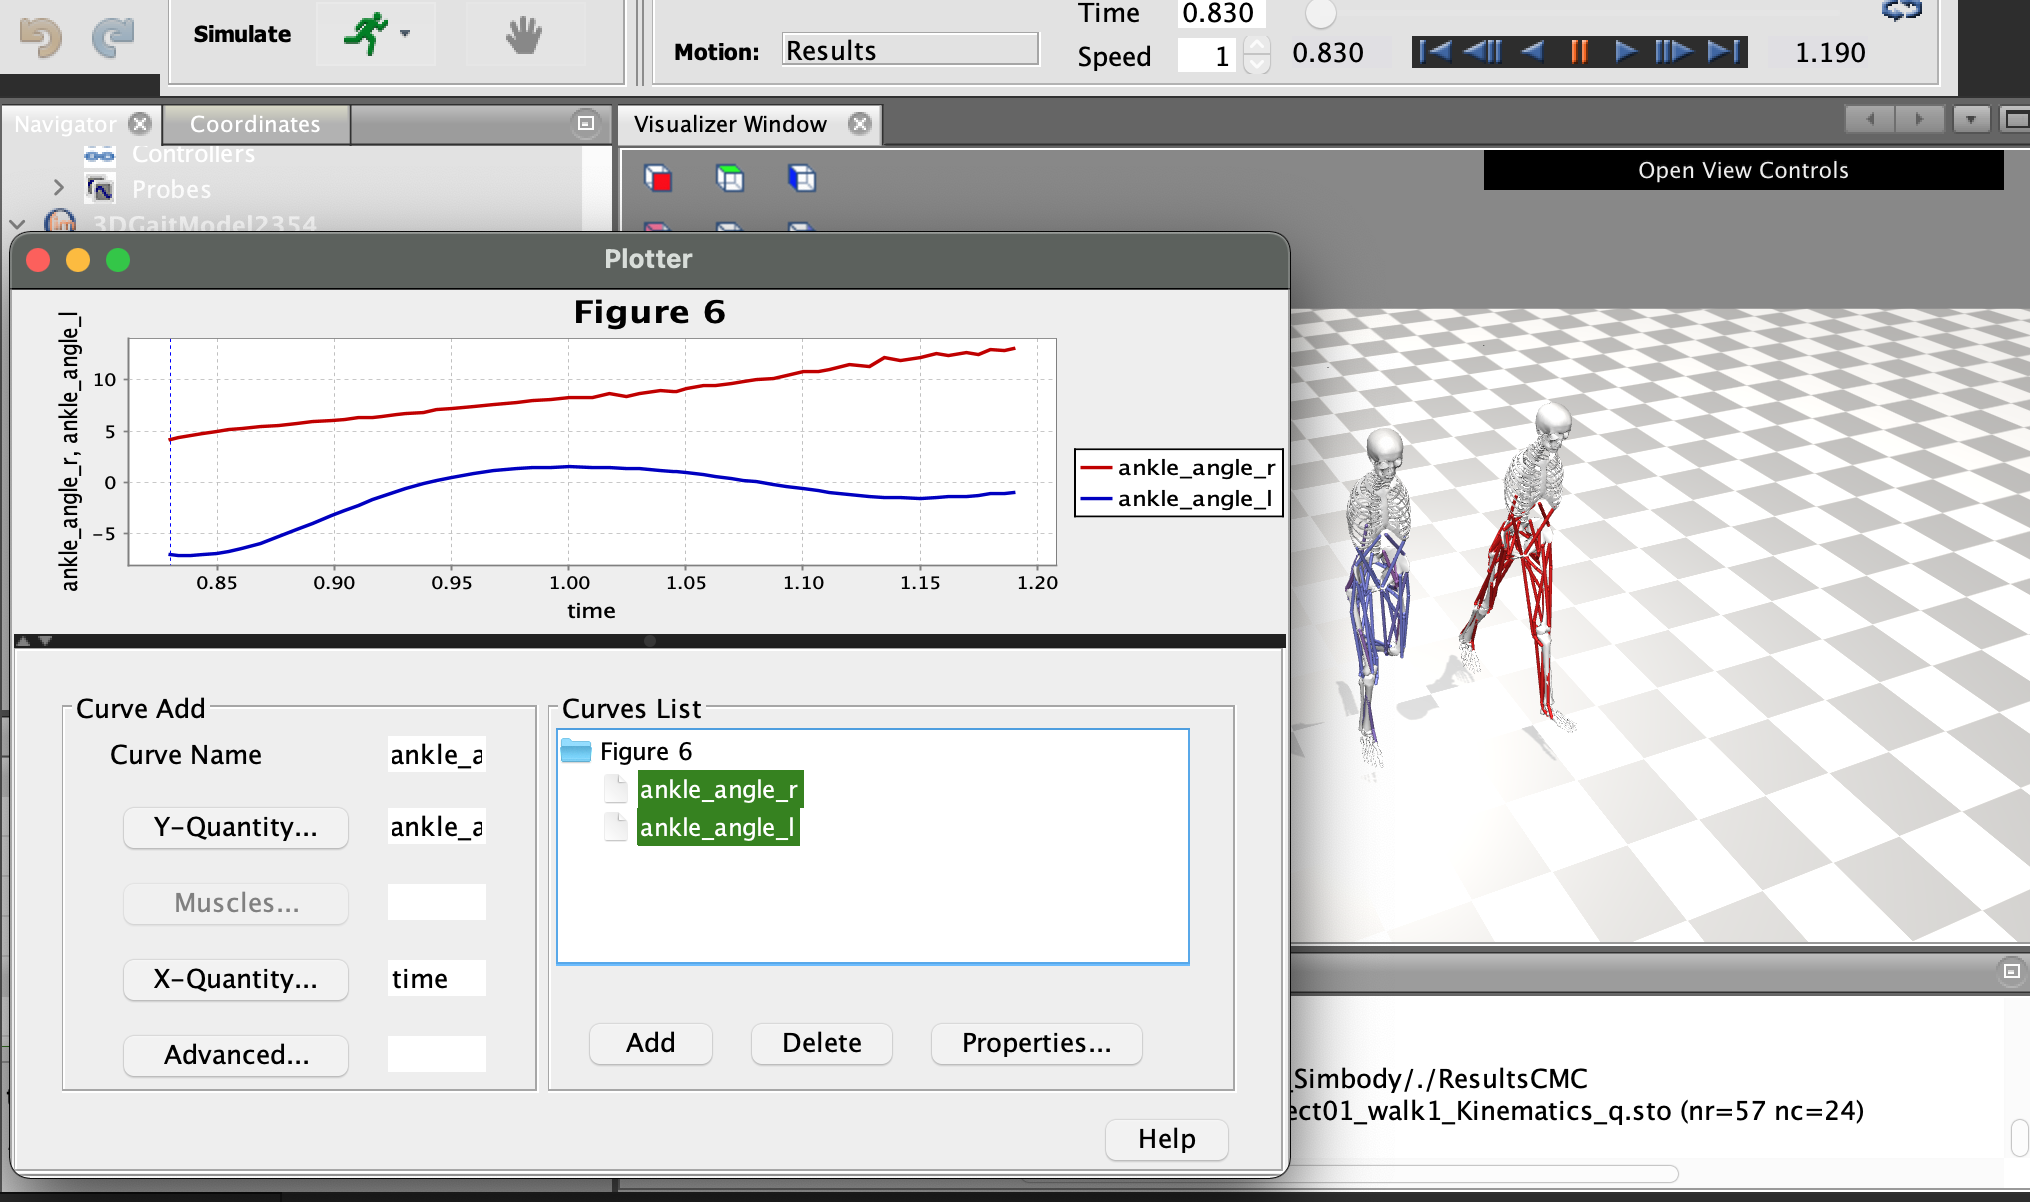 Simulate
Motion: Results
Time 0.830
Speed 1 0.830 1.190
Navigator Coordinates
Visualizer Window
Controllers
Probes
3DGaitModel2354
Open View Controls
Plotter
Figure 6
ankle_angle_r, ankle_angle_l
10
5
0
-5
0.85 0.90 0.95 1.00 1.05 1.10 1.15 1.20
time
ankle_angle_r
ankle_angle_l
Curve Add
Curve Name ankle_a
Y-Quantity... ankle_a
Muscles...
X-Quantity... time
Advanced...
Curves List
Figure 6
ankle_angle_r
ankle_angle_l
Add Delete Properties...
Help
_Simbody/./ResultsCMC
ect01_walk1_Kinematics_q.sto (nr=57 nc=24)